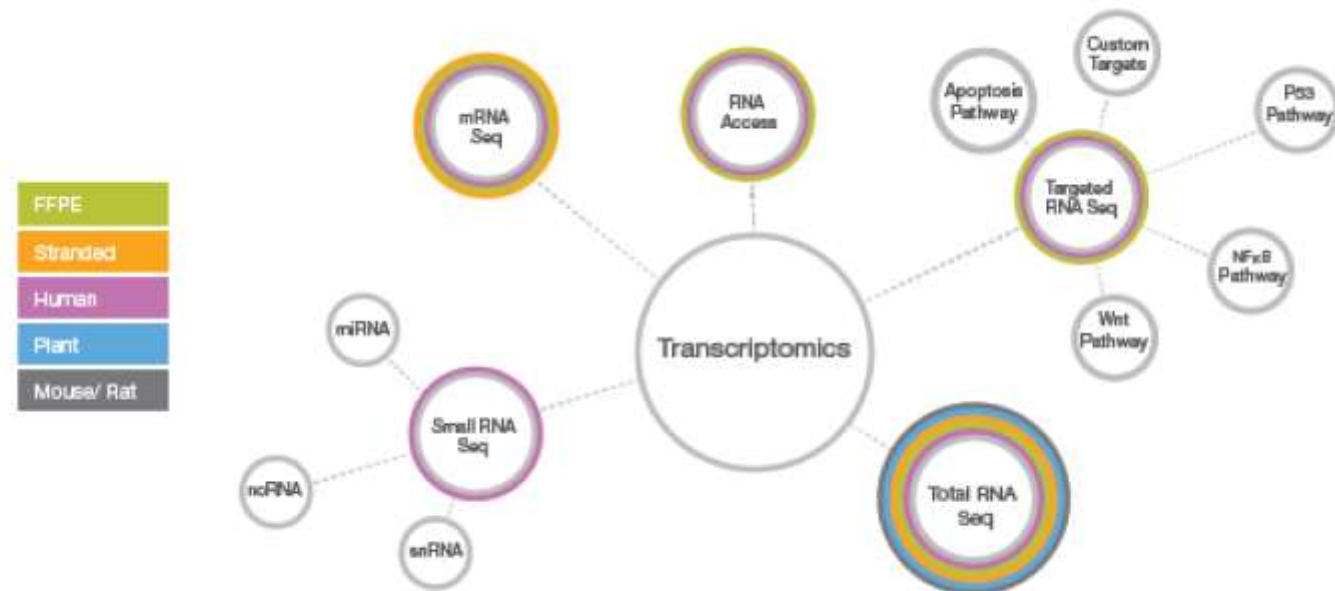 mRNA
Seq
RNA
Access
Custom
Targets
Apoptosis
Pathway
P53
Pathway
Targeted
RNA Seq
NFκB
Pathway
Wnt
Pathway
FFPE
Stranded
Human
Plant
Mouse/ Rat
Transcriptomics
miRNA
Small RNA
Seq
ncRNA
snRNA
Total RNA
Seq